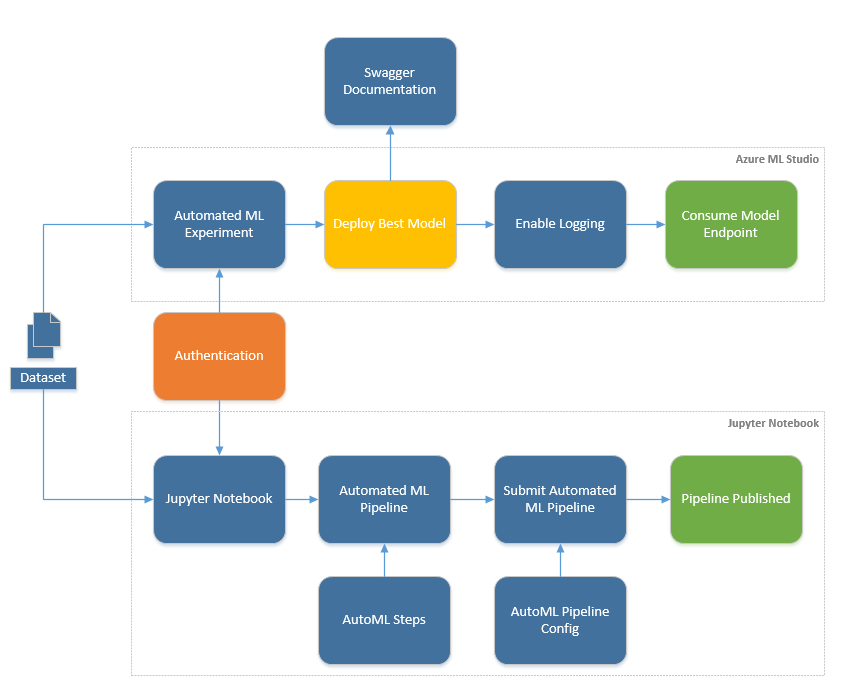 Swagger
Documentation
Azure ML Studio
Automated ML
Experiment
Deploy Best Model
Enable Logging
Consume Model
Endpoint
Authentication
Dataset
Jupyter Notebook
Jupyter Notebook
Automated ML
Pipeline
Submit Automated
ML Pipeline
Pipeline Published
AutoML Steps
AutoML Pipeline
Config